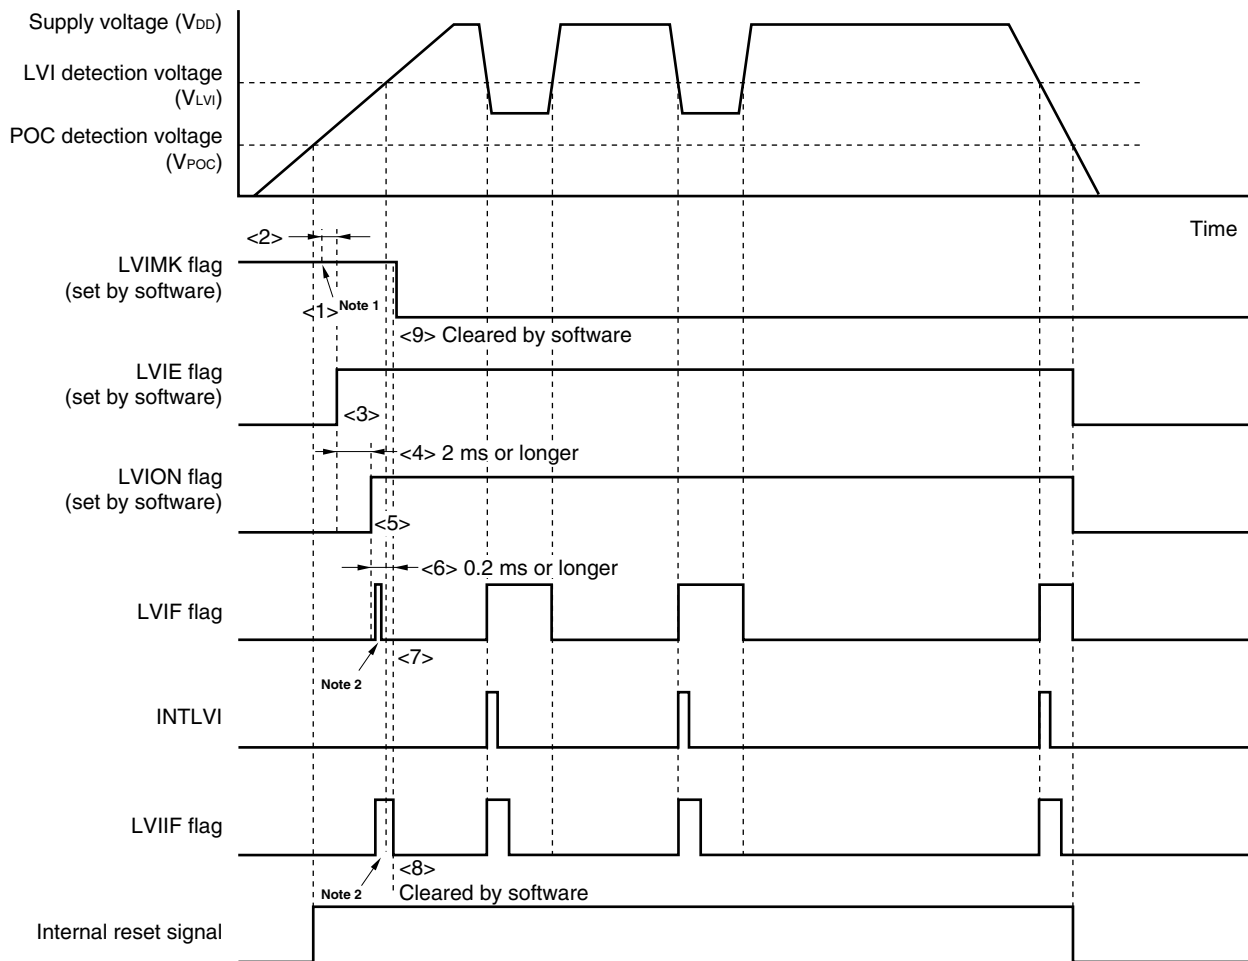 Supply voltage (VDD)
LVI detection voltage
(VLVI)
POC detection voltage
(VPOC)
Time
<2>
LVIMK flag
(set by software)
<1>
Note 1
<9> Cleared by software
LVIE flag
(set by software)
<3>
<4> 2 ms or longer
LVION flag
(set by software)
<5>
<6> 0.2 ms or longer
LVIF flag
<7>
Note 2
INTLVI
LVIIF flag
<8>
Note 2
Cleared by software
Internal reset signal